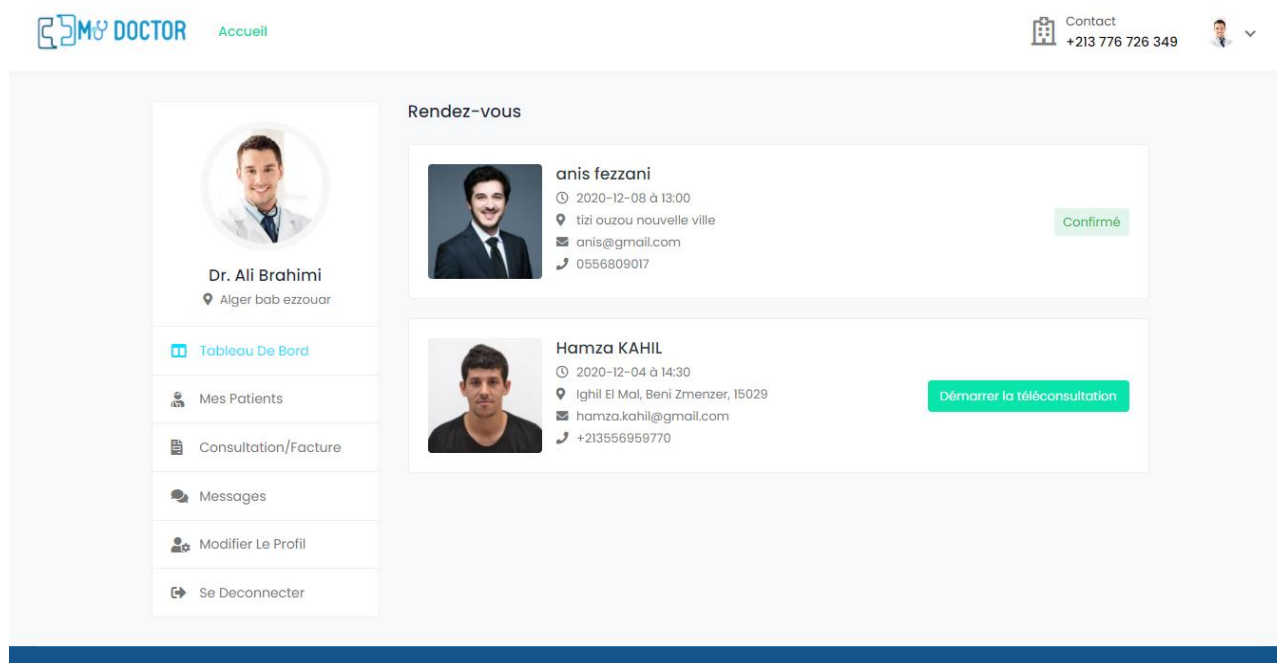 MY DOCTOR
Accueil
Contact
+213 776 726 349
Dr. Ali Brahimi
Alger bab ezzouar
Tableau De Bord
Mes Patients
Consultation/Facture
Messages
Modifier Le Profil
Se Deconnecter
Rendez-vous
anis fezzani
2020-12-08 à 13:00
tizi ouzou nouvelle ville
anis@gmail.com
0556809017
Confirmé
Hamza KAHIL
2020-12-04 à 14:30
Ighil El Mal, Beni Zmenzer, 15029
hamza.kahil@gmail.com
+213556959770
Démarrer la téléconsultation